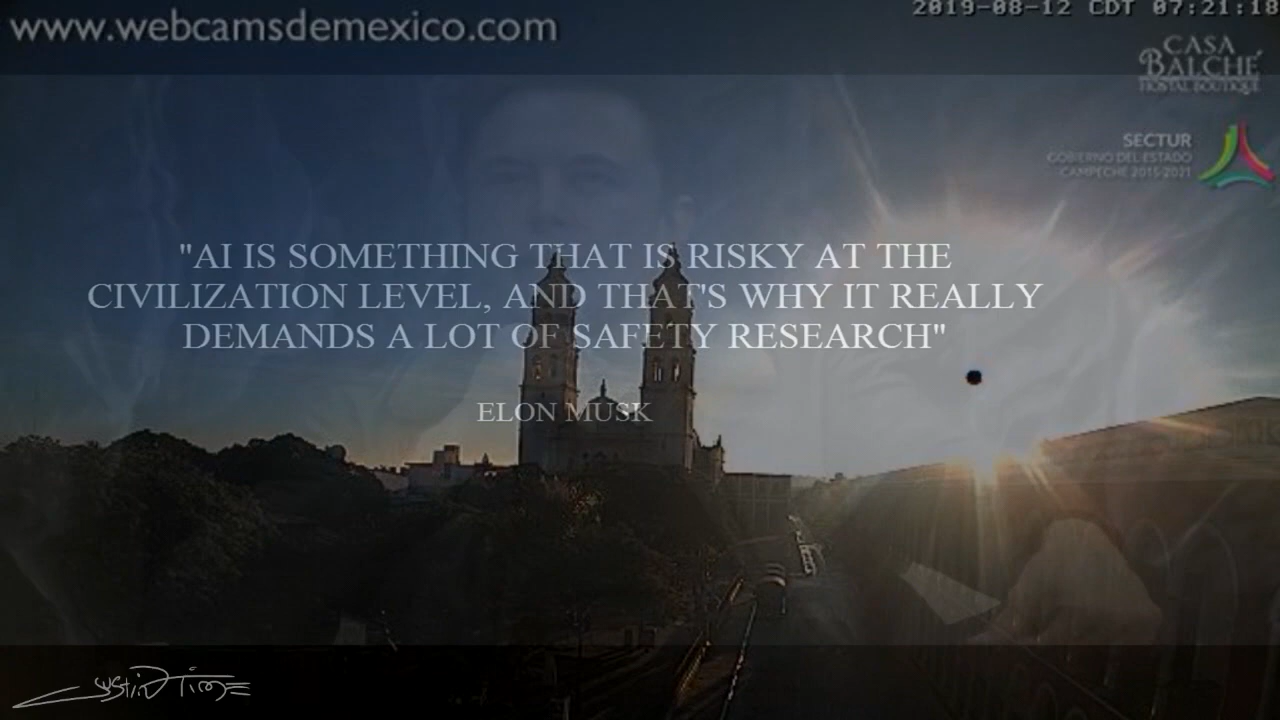 www.webcamsdemexico.com
2019-08-12 CDT 07:21:18
CASA
BALCHÉ
HOSTAL BOUTIQUE
SECTUR
GOBIERNO DEL ESTADO
CAMPECHE 2015-2021
"AI IS SOMETHING THAT IS RISKY AT THE
CIVILIZATION LEVEL, AND THAT'S WHY IT REALLY
DEMANDS A LOT OF SAFETY RESEARCH"
ELON MUSK